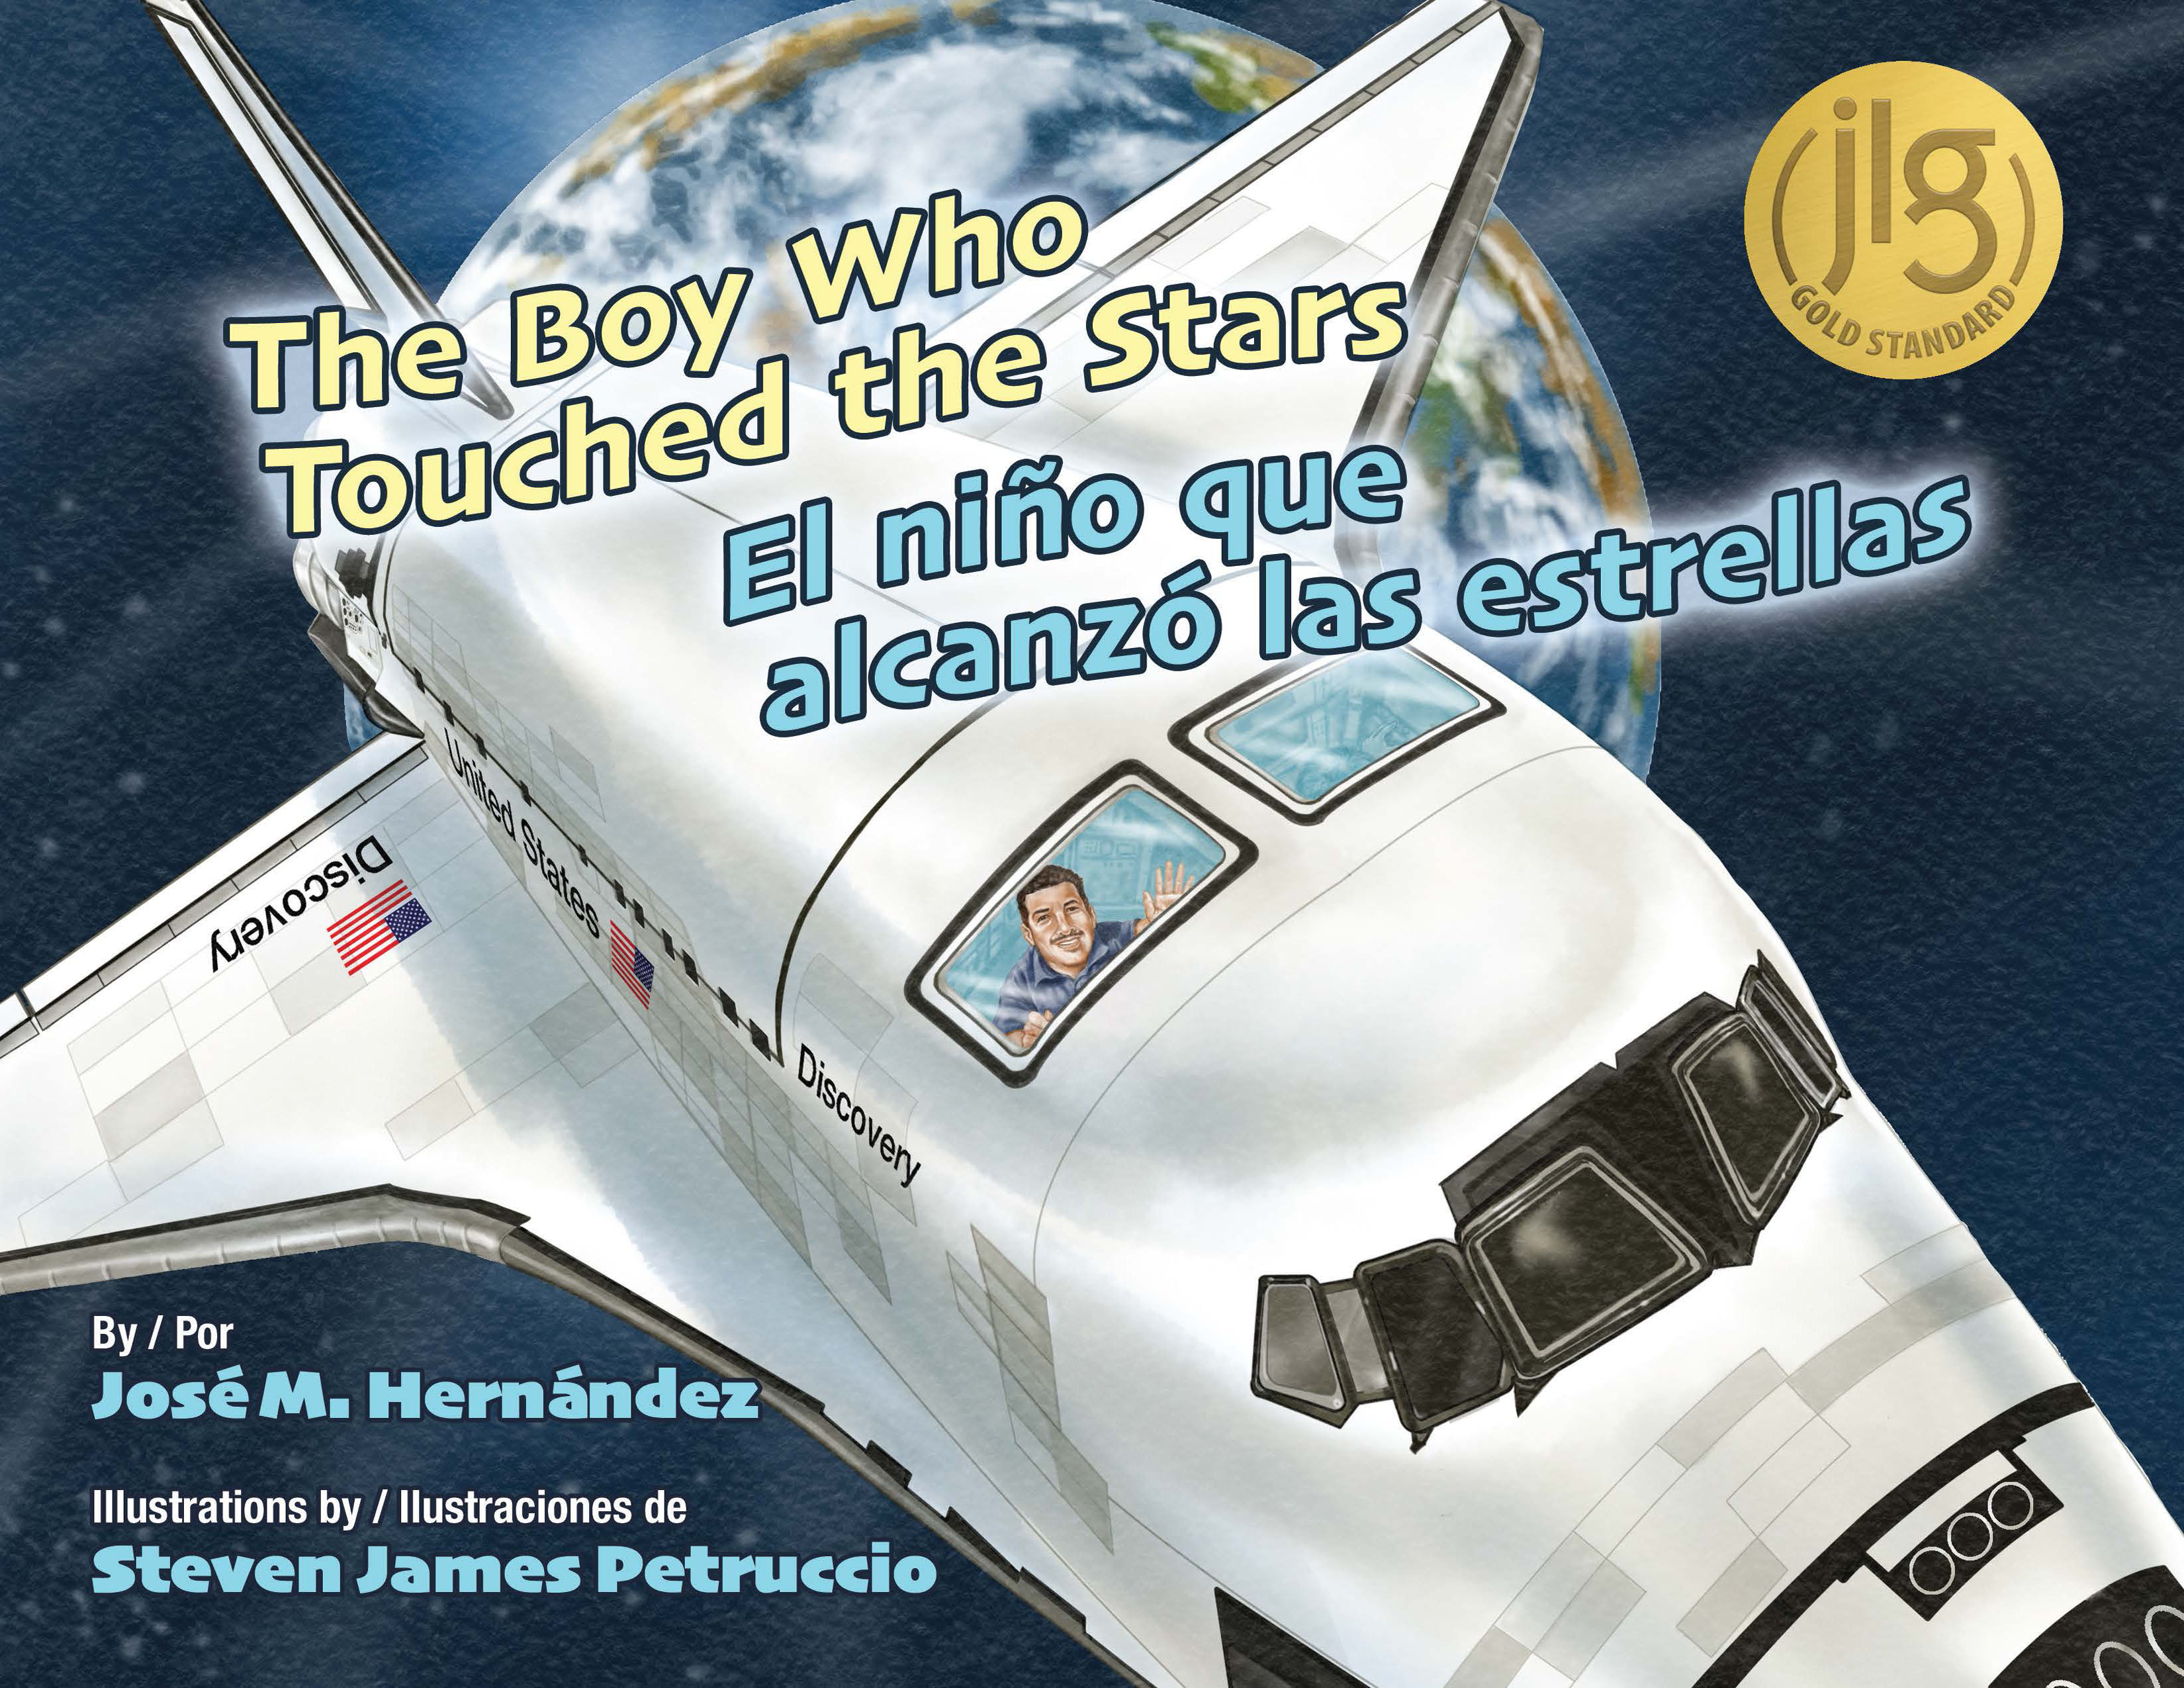 The Boy Who
Touched the Stars
El niño que
alcanzó las estrellas
jlg
GOLD STANDARD
United States
Discovery
Discovery
By / Por
José M. Hernández
Illustrations by / Ilustraciones de
Steven James Petruccio